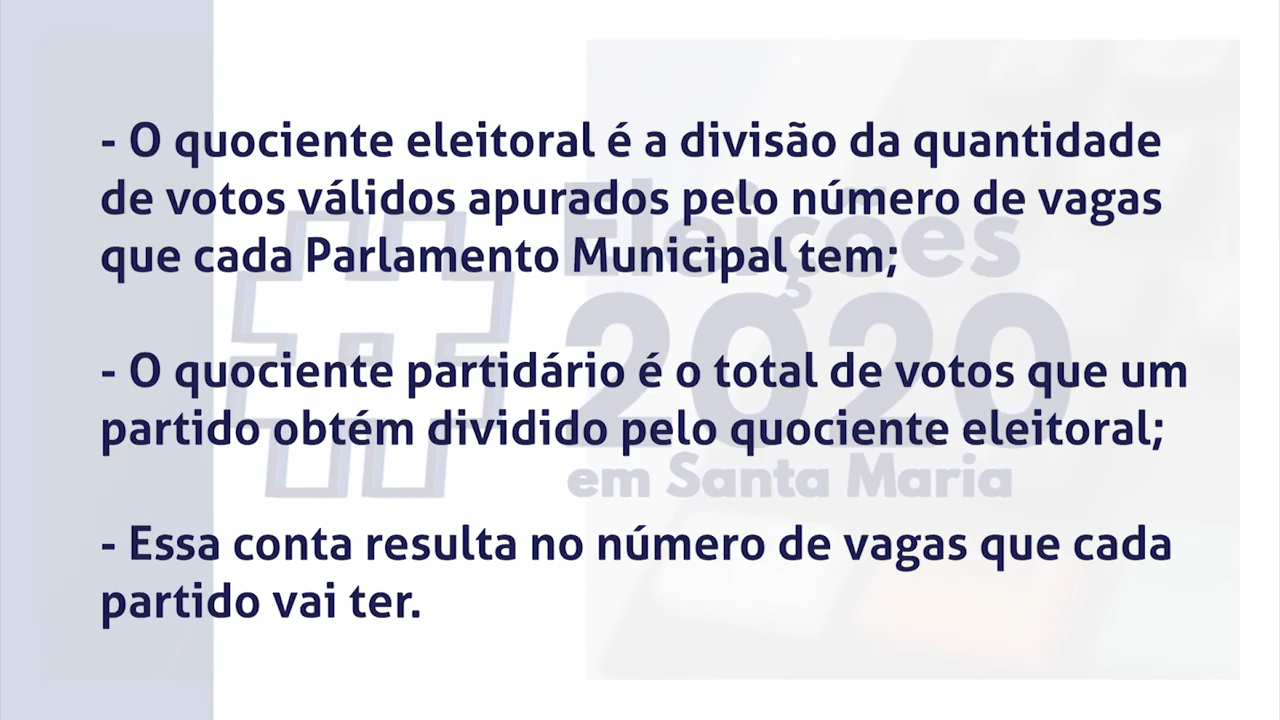 - O quociente eleitoral é a divisão da quantidade
de votos válidos apurados pelo número de vagas
que cada Parlamento Municipal tem;
- O quociente partidário é o total de votos que um
partido obtém dividido pelo quociente eleitoral;
- Essa conta resulta no número de vagas que cada
partido vai ter.
#
Eleições
2020
em Santa Maria